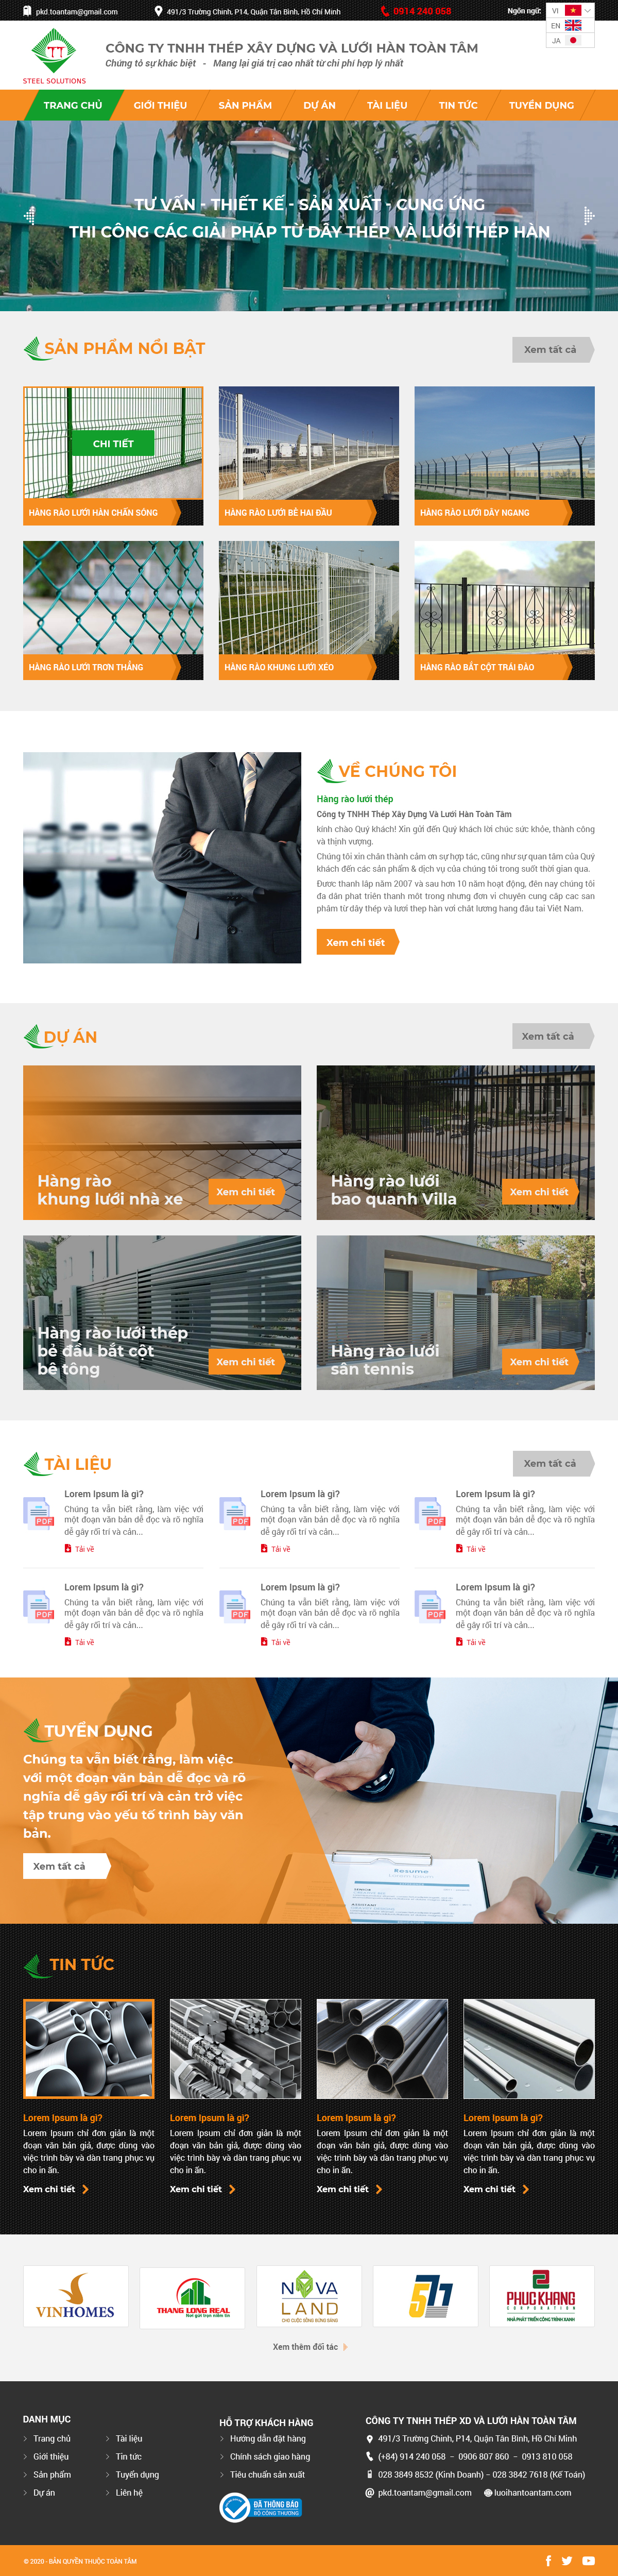 pkd.toantam@gmail.com
491/3 Trường Chinh, P14, Quận Tân Bình, Hồ Chí Minh
0914 240 058
Ngôn ngữ:
VI
EN
JA
TT
STEEL SOLUTIONS
CÔNG TY TNHH THÉP XÂY DỰNG VÀ LƯỚI HÀN TOÀN TÂM
Chứng tỏ sự khác biệt - Mang lại giá trị cao nhất từ chi phí hợp lý nhất
TRANG CHỦ
GIỚI THIỆU
SẢN PHẨM
DỰ ÁN
TÀI LIỆU
TIN TỨC
TUYỂN DỤNG
TƯ VẤN - THIẾT KẾ - SẢN XUẤT - CUNG ỨNG
THI CÔNG CÁC GIẢI PHÁP TỪ DÂY THÉP VÀ LƯỚI THÉP HÀN
SẢN PHẨM NỔI BẬT
Xem tất cả
CHI TIẾT
HÀNG RÀO LƯỚI HÀN CHẤN SÓNG
HÀNG RÀO LƯỚI BẺ HAI ĐẦU
HÀNG RÀO LƯỚI DÂY NGANG
HÀNG RÀO LƯỚI TRƠN THẲNG
HÀNG RÀO KHUNG LƯỚI XÉO
HÀNG RÀO BẮT CỘT TRÁI ĐÀO
VỀ CHÚNG TÔI
Hàng rào lưới thép
Công ty TNHH Thép Xây Dựng Và Lưới Hàn Toàn Tâm
kính chào Quý khách! Xin gửi đến Quý khách lời chúc sức khỏe, thành công
và thịnh vượng.
Chúng tôi xin chân thành cảm ơn sự hợp tác, cũng như sự quan tâm của Quý
khách đến các sản phẩm & dịch vụ của chúng tôi trong suốt thời gian qua.
Được thành lập năm 2007 và sau hơn 10 năm hoạt động, đến nay chúng tôi
đã dần phát triển thành một trong những đơn vị chuyên cung cấp các sản
phẩm từ dây thép và lưới thép hàn với chất lượng hàng đầu tại Việt Nam.
Xem chi tiết
DỰ ÁN
Xem tất cả
Hàng rào
khung lưới nhà xe
Xem chi tiết
Hàng rào lưới
bao quanh Villa
Xem chi tiết
Hàng rào lưới thép
bẻ đầu bắt cột
bê tông
Xem chi tiết
Hàng rào lưới
sân tennis
Xem chi tiết
TÀI LIỆU
Xem tất cả
Lorem Ipsum là gì?
Chúng ta vẫn biết rằng, làm việc với
một đoạn văn bản dễ đọc và rõ nghĩa
dễ gây rối trí và cản...
PDF
Tải về
Lorem Ipsum là gì?
Chúng ta vẫn biết rằng, làm việc với
một đoạn văn bản dễ đọc và rõ nghĩa
dễ gây rối trí và cản...
PDF
Tải về
Lorem Ipsum là gì?
Chúng ta vẫn biết rằng, làm việc với
một đoạn văn bản dễ đọc và rõ nghĩa
dễ gây rối trí và cản...
PDF
Tải về
Lorem Ipsum là gì?
Chúng ta vẫn biết rằng, làm việc với
một đoạn văn bản dễ đọc và rõ nghĩa
dễ gây rối trí và cản...
PDF
Tải về
Lorem Ipsum là gì?
Chúng ta vẫn biết rằng, làm việc với
một đoạn văn bản dễ đọc và rõ nghĩa
dễ gây rối trí và cản...
PDF
Tải về
Lorem Ipsum là gì?
Chúng ta vẫn biết rằng, làm việc với
một đoạn văn bản dễ đọc và rõ nghĩa
dễ gây rối trí và cản...
PDF
Tải về
TUYỂN DỤNG
Chúng ta vẫn biết rằng, làm việc
với một đoạn văn bản dễ đọc và rõ
nghĩa dễ gây rối trí và cản trở việc
tập trung vào yếu tố trình bày văn
bản.
Xem tất cả
Resume
TIN TỨC
Lorem Ipsum là gì?
Lorem Ipsum chỉ đơn giản là một
đoạn văn bản giả, được dùng vào
việc trình bày và dàn trang phục vụ
cho in ấn.
Xem chi tiết
Lorem Ipsum là gì?
Lorem Ipsum chỉ đơn giản là một
đoạn văn bản giả, được dùng vào
việc trình bày và dàn trang phục vụ
cho in ấn.
Xem chi tiết
Lorem Ipsum là gì?
Lorem Ipsum chỉ đơn giản là một
đoạn văn bản giả, được dùng vào
việc trình bày và dàn trang phục vụ
cho in ấn.
Xem chi tiết
Lorem Ipsum là gì?
Lorem Ipsum chỉ đơn giản là một
đoạn văn bản giả, được dùng vào
việc trình bày và dàn trang phục vụ
cho in ấn.
Xem chi tiết
VINHOMES
THANG LONG REAL
Nơi gửi trọn niềm tin
NOVA
LAND
CHO CUỘC SỐNG BỪNG SÁNG
577
PHUC KHANG
CORPORATION
NHÀ PHÁT TRIỂN CÔNG TRÌNH XANH
Xem thêm đối tác
DANH MỤC
Trang chủ
Giới thiệu
Sản phẩm
Dự án
Tài liệu
Tin tức
Tuyển dụng
Liên hệ
HỖ TRỢ KHÁCH HÀNG
Hướng dẫn đặt hàng
Chính sách giao hàng
Tiêu chuẩn sản xuất
ĐÃ THÔNG BÁO
BỘ CÔNG THƯƠNG
CÔNG TY TNHH THÉP XD VÀ LƯỚI HÀN TOÀN TÂM
491/3 Trường Chinh, P14, Quận Tân Bình, Hồ Chí Minh
(+84) 914 240 058 – 0906 807 860 – 0913 810 058
028 3849 8532 (Kinh Doanh) – 028 3842 7618 (Kế Toán)
pkd.toantam@gmail.com
luoihantoantam.com
© 2020 - BẢN QUYỀN THUỘC TOÀN TÂM